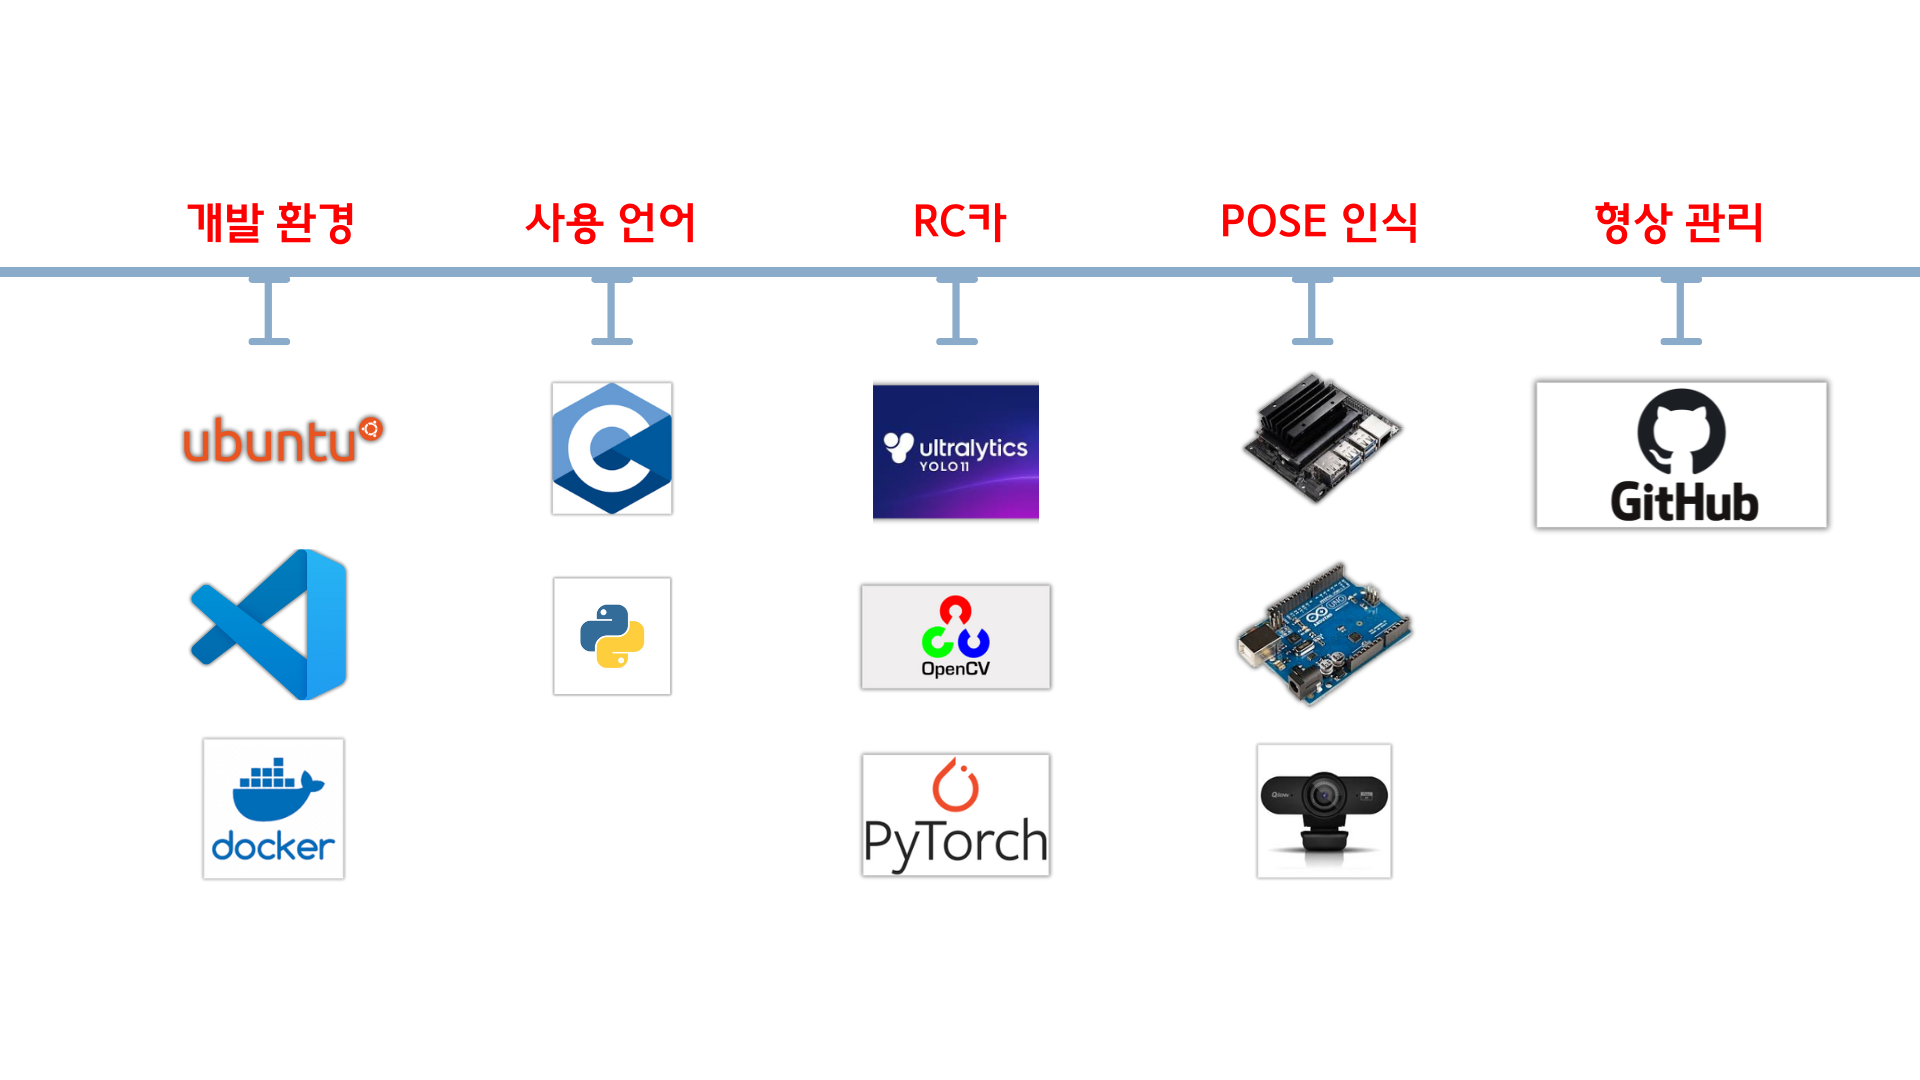 개발 환경
사용 언어
RC카
POSE 인식
형상 관리
ubuntu
C
ultralytics
YOLO11
GitHub
OpenCV
ARDUINO
UNO
docker
PyTorch